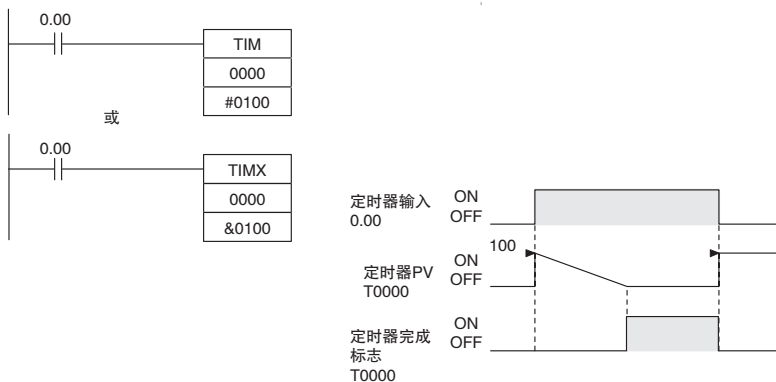 0.00
TIM
0000
#0100
或
0.00
TIMX
0000
&0100
定时器输入
0.00
ON
OFF
100
定时器PV
T0000
ON
OFF
定时器完成
标志
T0000
ON
OFF